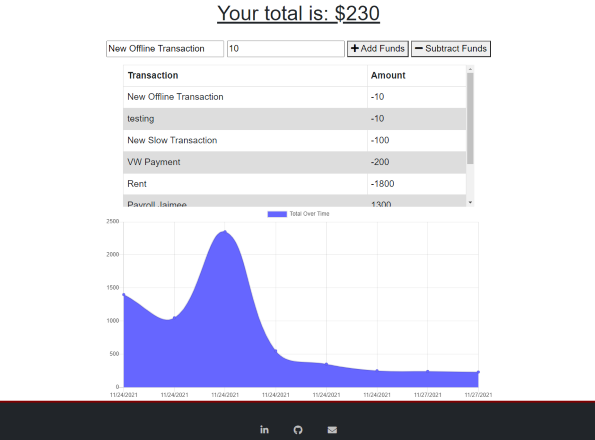 Your total is: $230
New Offline Transaction 10 Add Funds Subtract Funds
Transaction Amount
New Offline Transaction -10
testing -10
New Slow Transaction -100
VW Payment -200
Rent -1800
Payroll Jaimee 1300
Total Over Time
2500
2000
1500
1000
500
0
11/24/2021 11/24/2021 11/24/2021 11/24/2021 11/24/2021 11/24/2021 11/27/2021 11/27/2021
in